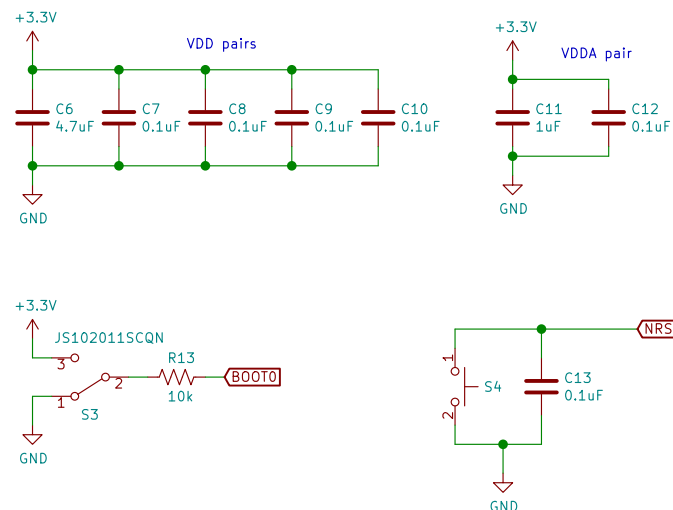 +3.3V
VDD pairs
C6
4.7uF
C7
0.1uF
C8
0.1uF
C9
0.1uF
C10
0.1uF
GND
+3.3V
VDDA pair
C11
1uF
C12
0.1uF
GND
+3.3V
JS102011SCQN
3
2
1
S3
R13
10k
BOOT0
GND
NRS
1
2
S4
C13
0.1uF
GND